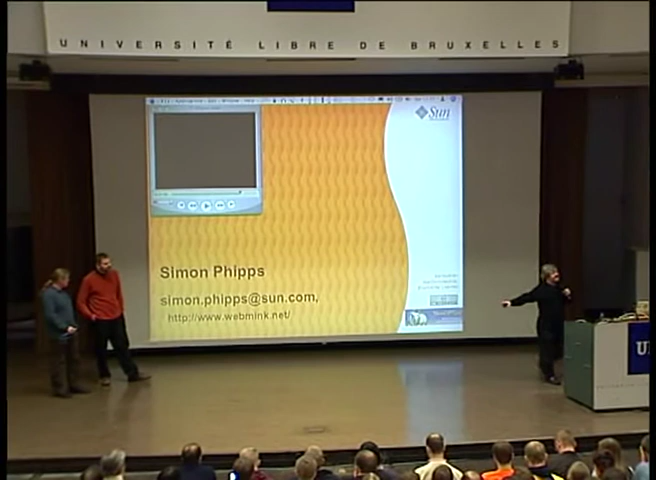 UNIVERSITÉ LIBRE DE BRUXELLES
Sun
Simon Phipps
simon.phipps@sun.com,
http://www.webmink.net/
U